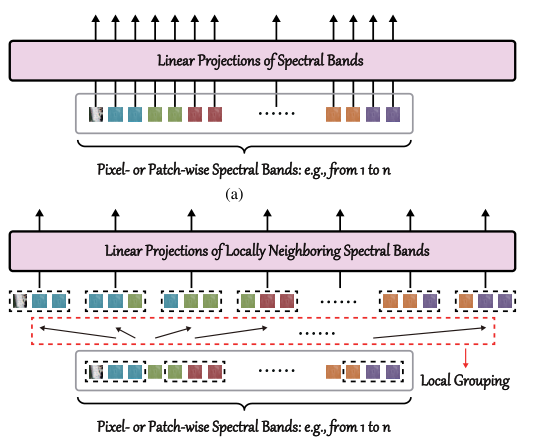 Linear Projections of Spectral Bands
......
Pixel- or Patch-wise Spectral Bands: e.g., from 1 to n
(a)
Linear Projections of Locally Neighboring Spectral Bands
......
......
......
Local Grouping
Pixel- or Patch-wise Spectral Bands: e.g., from 1 to n